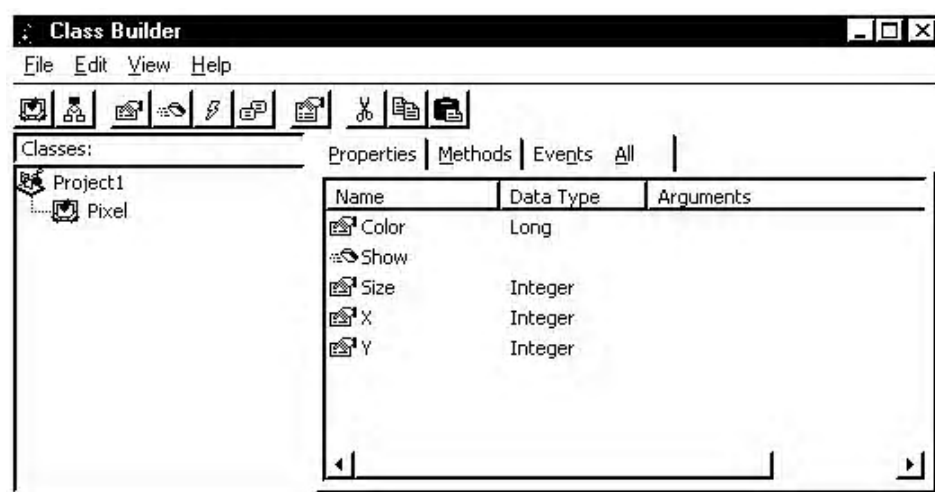 Class Builder
File Edit View Help
Classes:
Properties Methods Events All
Project1
Pixel
Name Data Type Arguments
Color Long
Show
Size Integer
X Integer
Y Integer